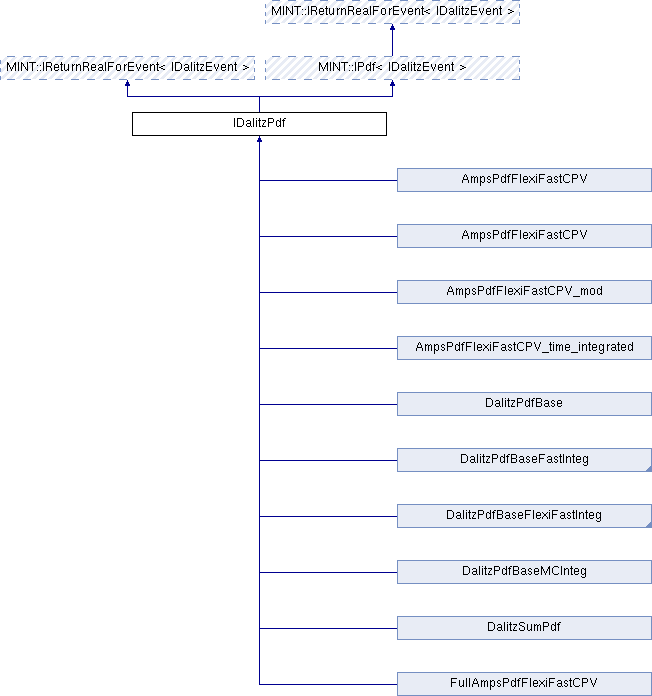 MINT::IReturnRealForEvent< IDalitzEvent >
MINT::IReturnRealForEvent< IDalitzEvent >
MINT::IPdf< IDalitzEvent >
IDalitzPdf
AmpsPdfFlexiFastCPV
AmpsPdfFlexiFastCPV
AmpsPdfFlexiFastCPV_mod
AmpsPdfFlexiFastCPV_time_integrated
DalitzPdfBase
DalitzPdfBaseFastInteg
DalitzPdfBaseFlexiFastInteg
DalitzPdfBaseMCInteg
DalitzSumPdf
FullAmpsPdfFlexiFastCPV